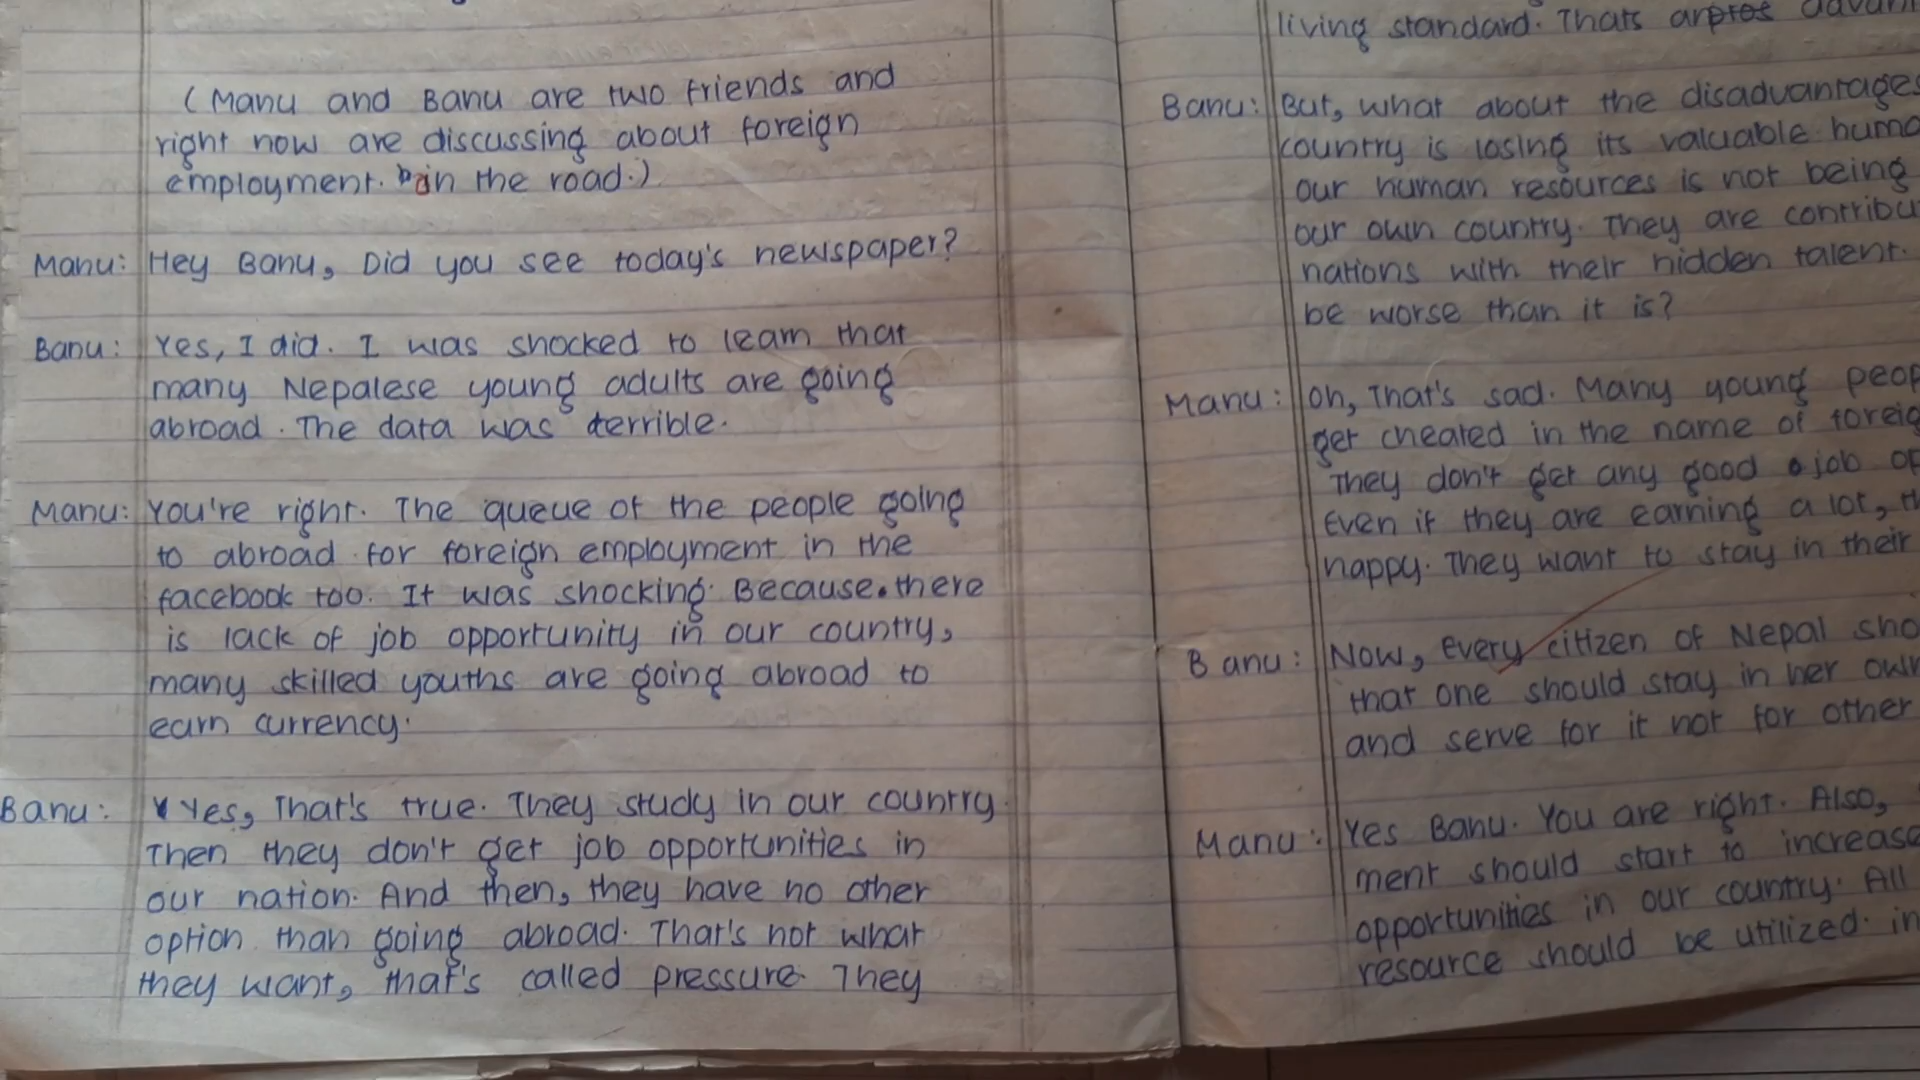 (Manu and Banu are two friends and
right now are discussing about foreign
employment. in the road.)
Manu: Hey Banu, Did you see today's newspaper?
Banu: Yes, I did. I was shocked to learn that
many Nepalese young adults are going
abroad. The data was terrible.
Manu: You're right. The queue of the people going
to abroad for foreign employment in the
facebook too. It was shocking. Because there
is lack of job opportunity in our country,
many skilled youths are going abroad to
earn currency.
Banu: Yes, That's true. They study in our country.
Then they don't get job opportunities in
our nation. And then, they have no other
option than going abroad. That's not what
they want, that's called pressure. They
living standard. Thats
Banu: But, what about the disadvantages
country is losing its valuable
our human resources is not being
our own country. They are
nations with their hidden talent.
be worse than it is?
Manu: Oh, That's sad. Many young
get cheated in the name of
They don't get any good job
Even if they are earning a lot,
happy. They want to stay in their
Banu: Now, every citizen of Nepal
that one should stay in her
and serve for it not for other
Manu: Yes Banu. You are right. Also,
ment should start to increase
opportunities in our country. All
resource should be utilized in